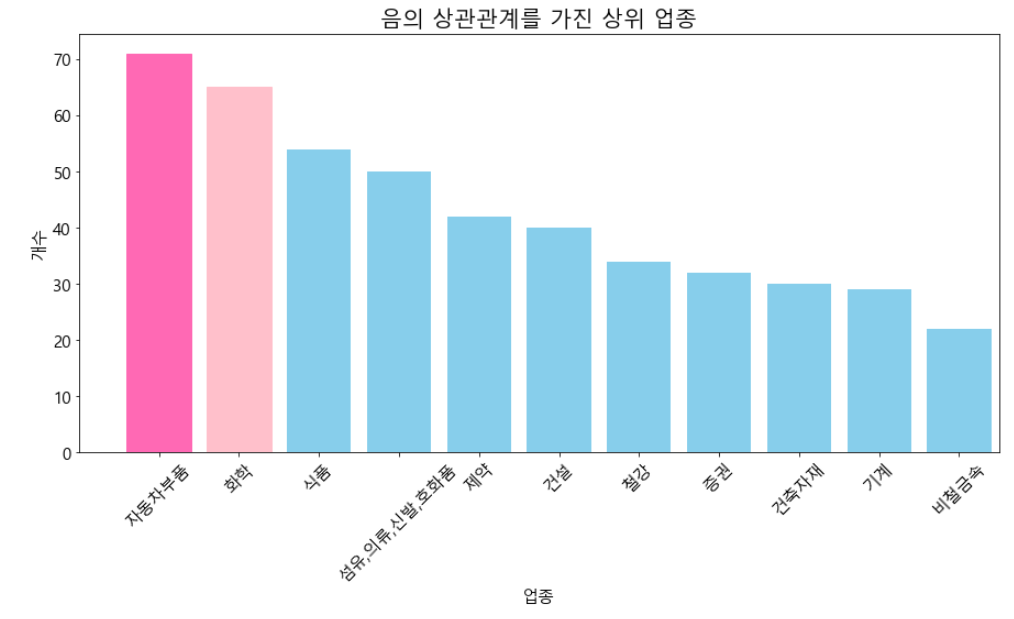 음의 상관관계를 가진 상위 업종
개수
70
60
50
40
30
20
10
0
자동차부품
화학
식품
섬유,의류,신발,호화품
제약
건설
철강
증권
건축자재
기계
비철금속
업종